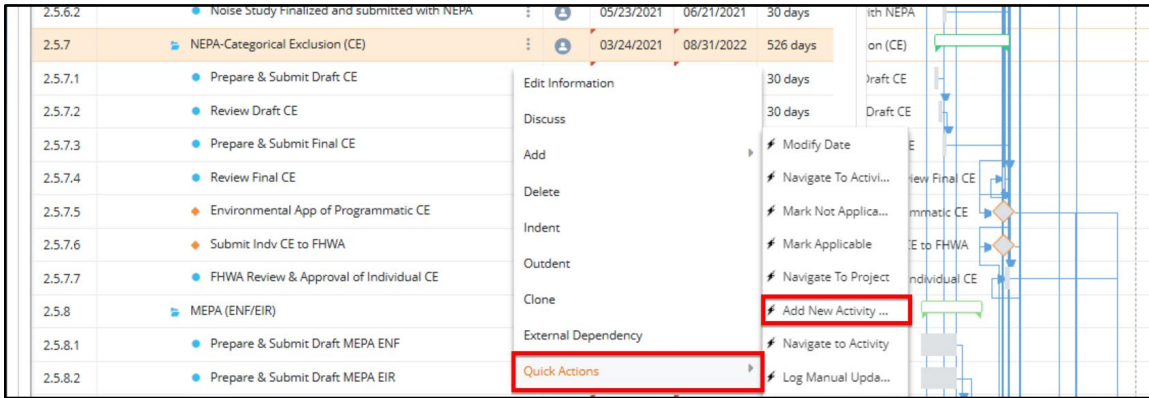 2.5.6.2 Noise Study Finalized and submitted with NEPA 05/23/2021 06/21/2021 30 days ith NEPA
2.5.7 NEPA-Categorical Exclusion (CE) 03/24/2021 08/31/2022 526 days on (CE)
2.5.7.1 Prepare & Submit Draft CE 30 days raft CE
Edit Information
2.5.7.2 Review Draft CE 30 days Draft CE
Discuss
2.5.7.3 Prepare & Submit Final CE Modify Date E
Add
2.5.7.4 Review Final CE Navigate To Activi... iew Final CE
Delete
2.5.7.5 Environmental App of Programmatic CE Mark Not Applica... mmatic CE
Indent
2.5.7.6 Submit Indv CE to FHWA Mark Applicable E to FHWA
Outdent
2.5.7.7 FHWA Review & Approval of Individual CE Navigate To Project ndividual CE
Clone
2.5.8 MEPA (ENF/EIR) Add New Activity ...
External Dependency
2.5.8.1 Prepare & Submit Draft MEPA ENF Navigate to Activity
Quick Actions
2.5.8.2 Prepare & Submit Draft MEPA EIR Log Manual Upda...